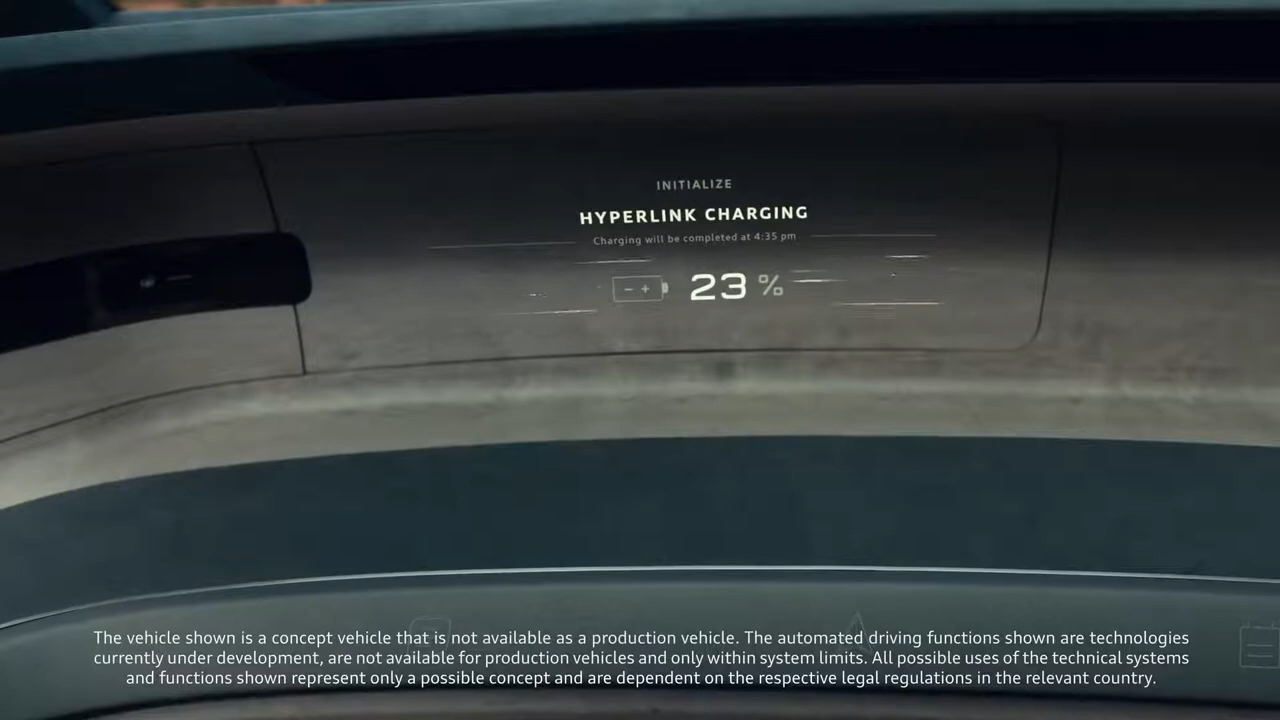 INITIALIZE
HYPERLINK CHARGING
Charging will be completed at 4:35 pm
23 %
The vehicle shown is a concept vehicle that is not available as a production vehicle. The automated driving functions shown are technologies
currently under development, are not available for production vehicles and only within system limits. All possible uses of the technical systems
and functions shown represent only a possible concept and are dependent on the respective legal regulations in the relevant country.